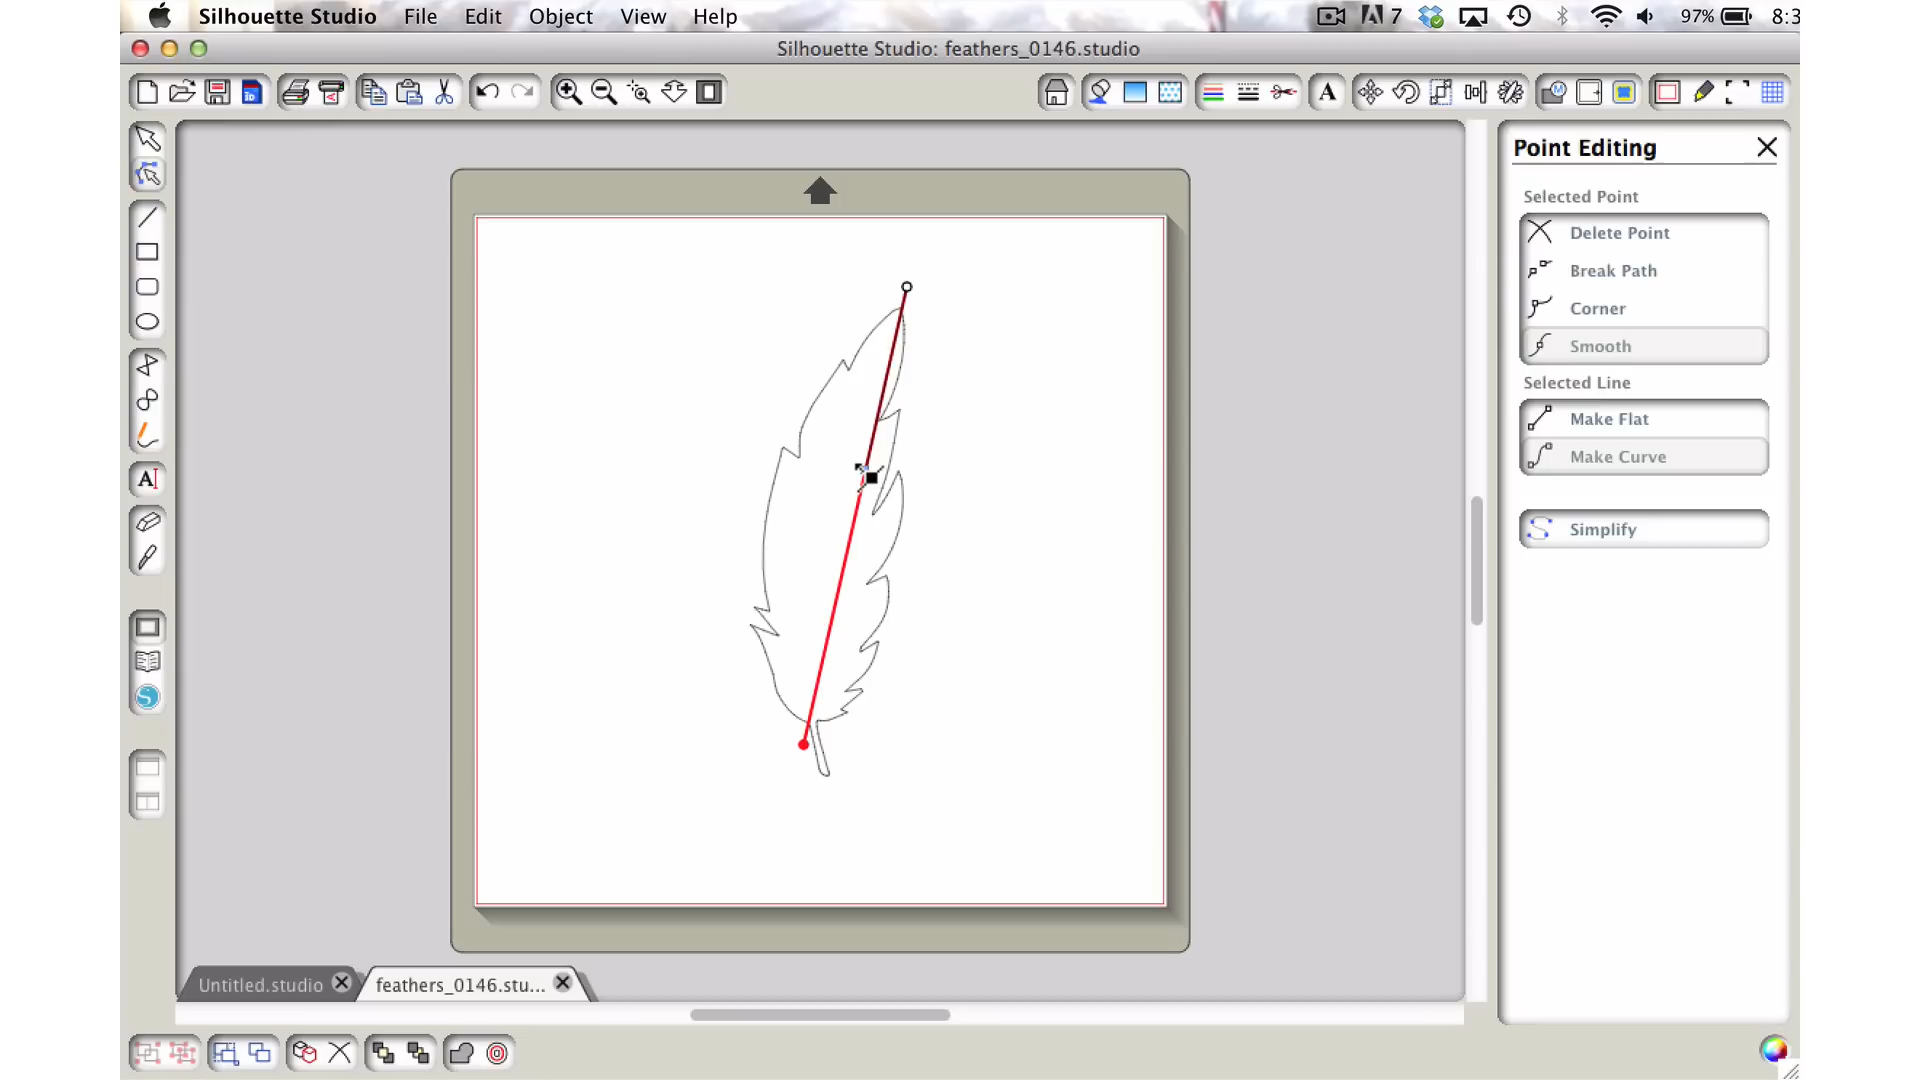 Silhouette Studio File Edit Object View Help 7 97% 8:3
Silhouette Studio: feathers_0146.studio
Point Editing
Selected Point
Delete Point
Break Path
Corner
Smooth
Selected Line
Make Flat
Make Curve
Simplify
Untitled.studio feathers_0146.stu...